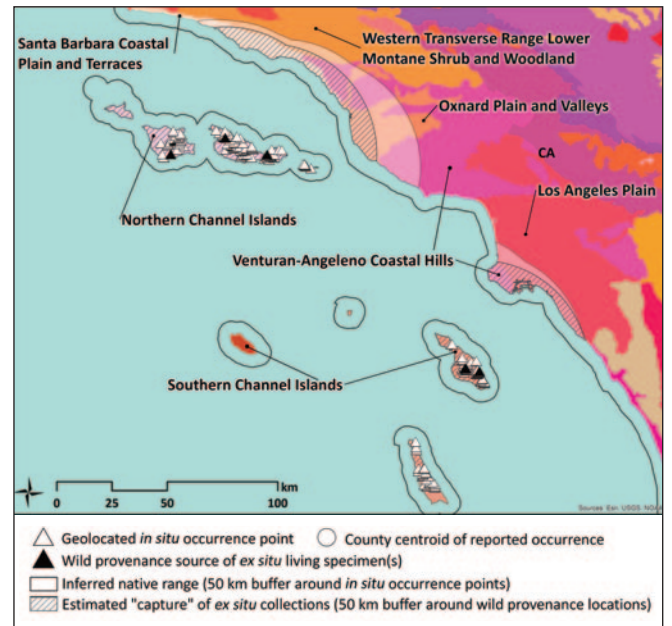 Santa Barbara Coastal
Plain and Terraces
Western Transverse Range Lower
Montane Shrub and Woodland
Oxnard Plain and Valleys
CA
Los Angeles Plain
Northern Channel Islands
Venturan-Angeleno Coastal Hills
Southern Channel Islands
km
0 25 50 100
Sources Esri USGS NOAA
Geolocated in situ occurrence point
County centroid of reported occurrence
Wild provenance source of ex situ living specimen(s)
Inferred native range (50 km buffer around in situ occurrence points)
Estimated "capture" of ex situ collections (50 km buffer around wild provenance locations)